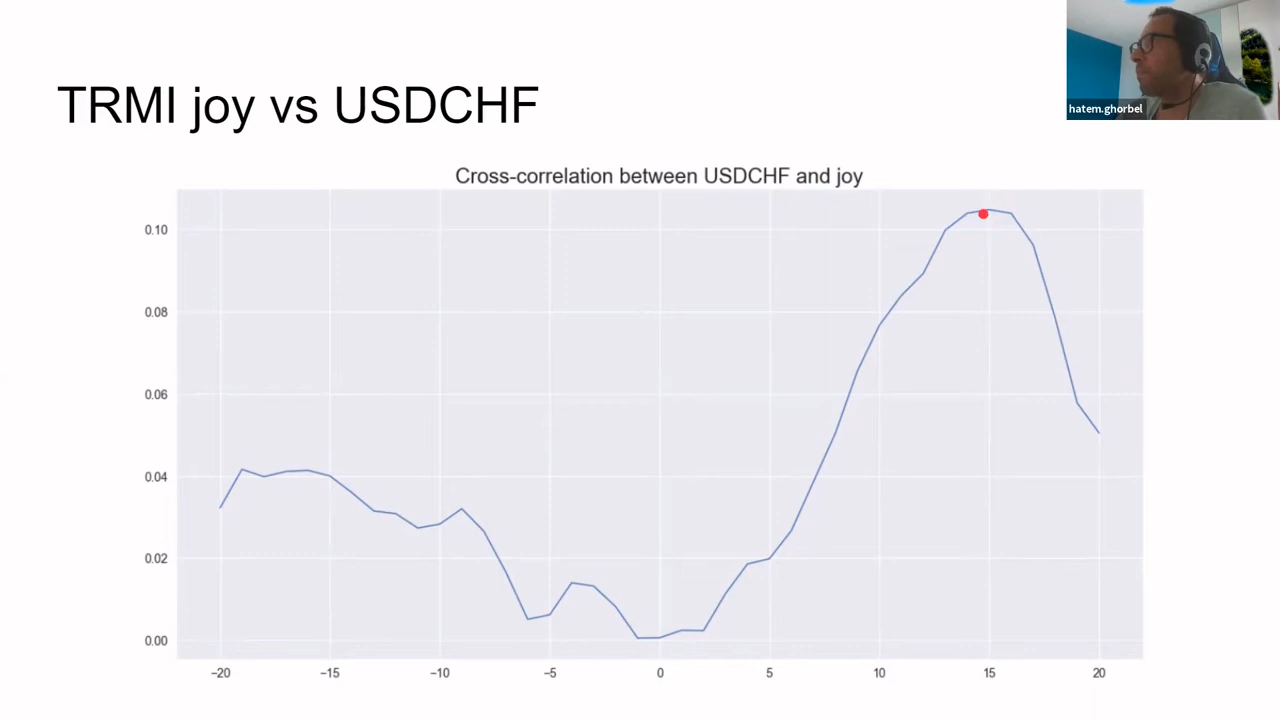 TRMI joy vs USDCHF
hatem.ghorbel
Cross-correlation between USDCHF and joy
0.10
0.08
0.06
0.04
0.02
0.00
−20 −15 −10 −5 0 5 10 15 20